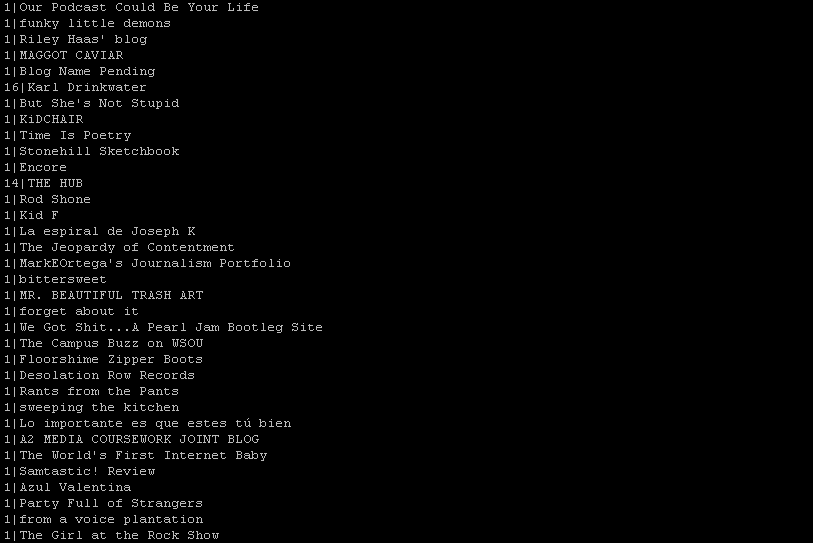 1|Our Podcast Could Be Your Life
1|funky little demons
1|Riley Haas' blog
1|MAGGOT CAVIAR
1|Blog Name Pending
16|Karl Drinkwater
1|But She's Not Stupid
1|KiDCHAIR
1|Time Is Poetry
1|Stonehill Sketchbook
1|Encore
14|THE HUB
1|Rod Shone
1|Kid F
1|La espiral de Joseph K
1|The Jeopardy of Contentment
1|MarkEOrtega's Journalism Portfolio
1|bittersweet
1|MR. BEAUTIFUL TRASH ART
1|forget about it
1|We Got Shit...A Pearl Jam Bootleg Site
1|The Campus Buzz on WSOU
1|Floorshime Zipper Boots
1|Desolation Row Records
1|Rants from the Pants
1|sweeping the kitchen
1|Lo importante es que estes tú bien
1|A2 MEDIA COURSEWORK JOINT BLOG
1|The World's First Internet Baby
1|Samtastic! Review
1|Azul Valentina
1|Party Full of Strangers
1|from a voice plantation
1|The Girl at the Rock Show